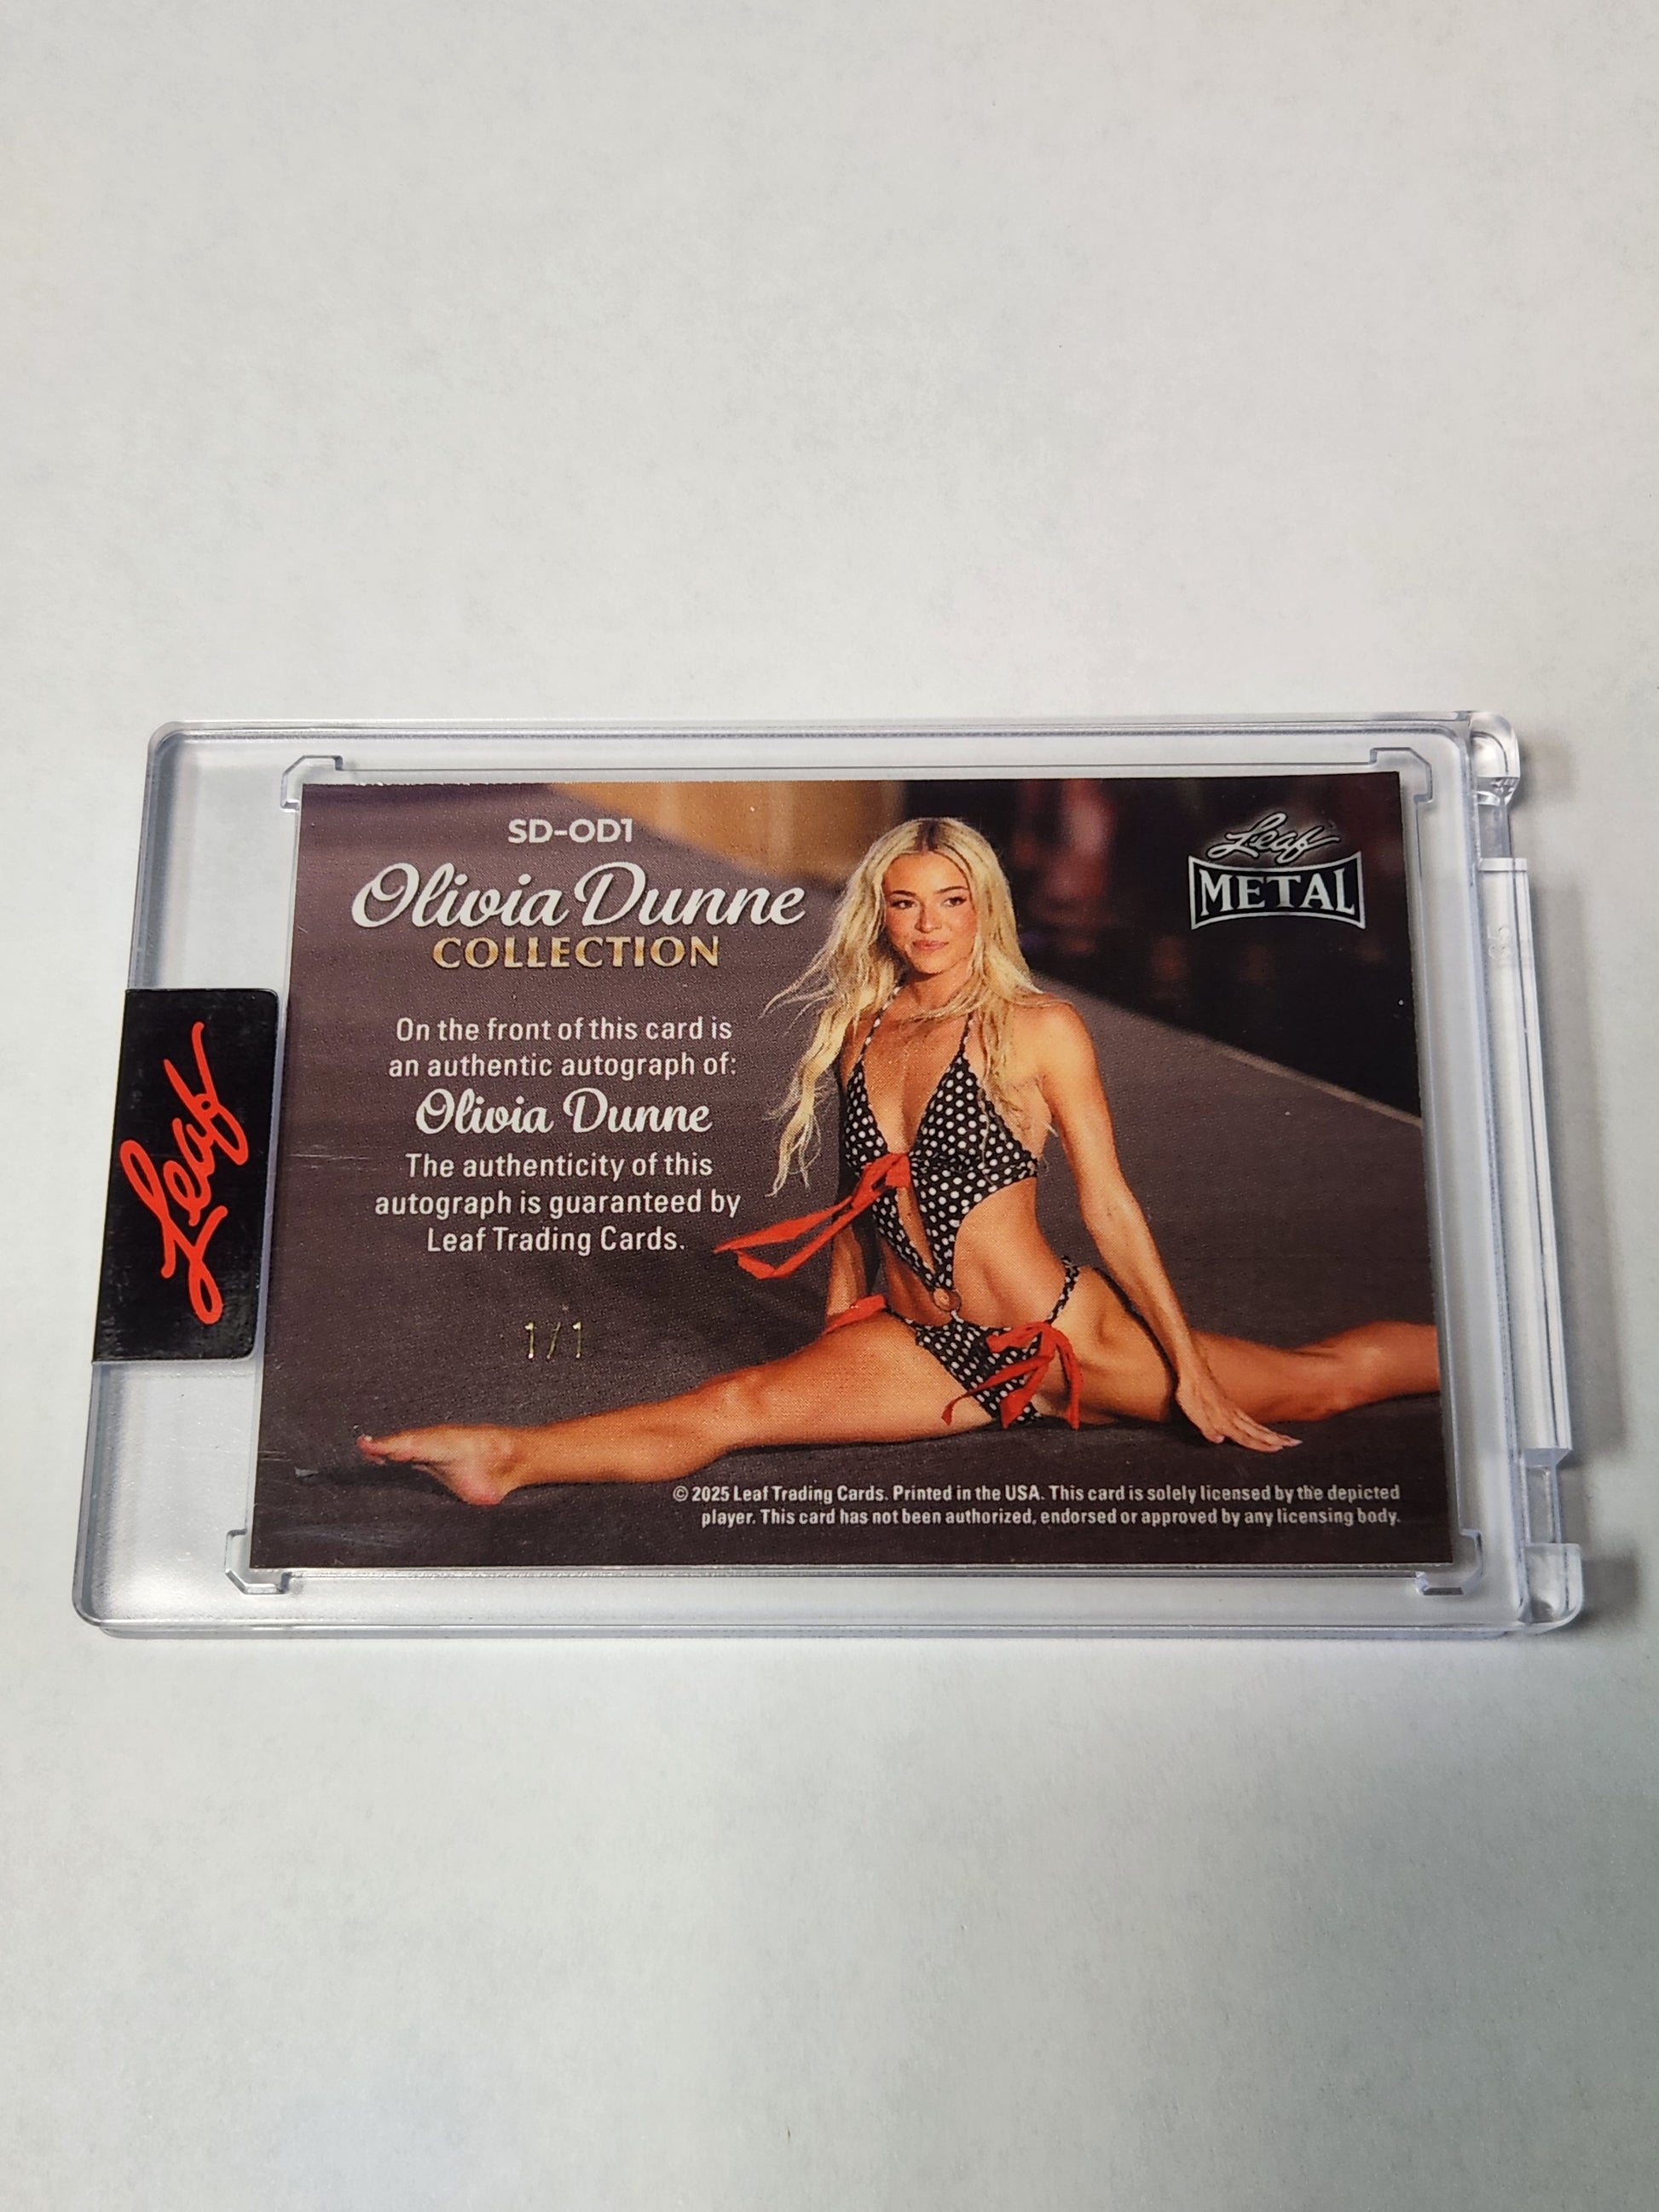 SD-OD1
Olivia Dunne
COLLECTION
Leaf
METAL
On the front of this card is
an authentic autograph of:
Olivia Dunne
The authenticity of this
autograph is guaranteed by
Leaf Trading Cards.
1/1
© 2025 Leaf Trading Cards. Printed in the USA. This card is solely licensed by the depicted
player. This card has not been authorized, endorsed or approved by any licensing body.
Leaf